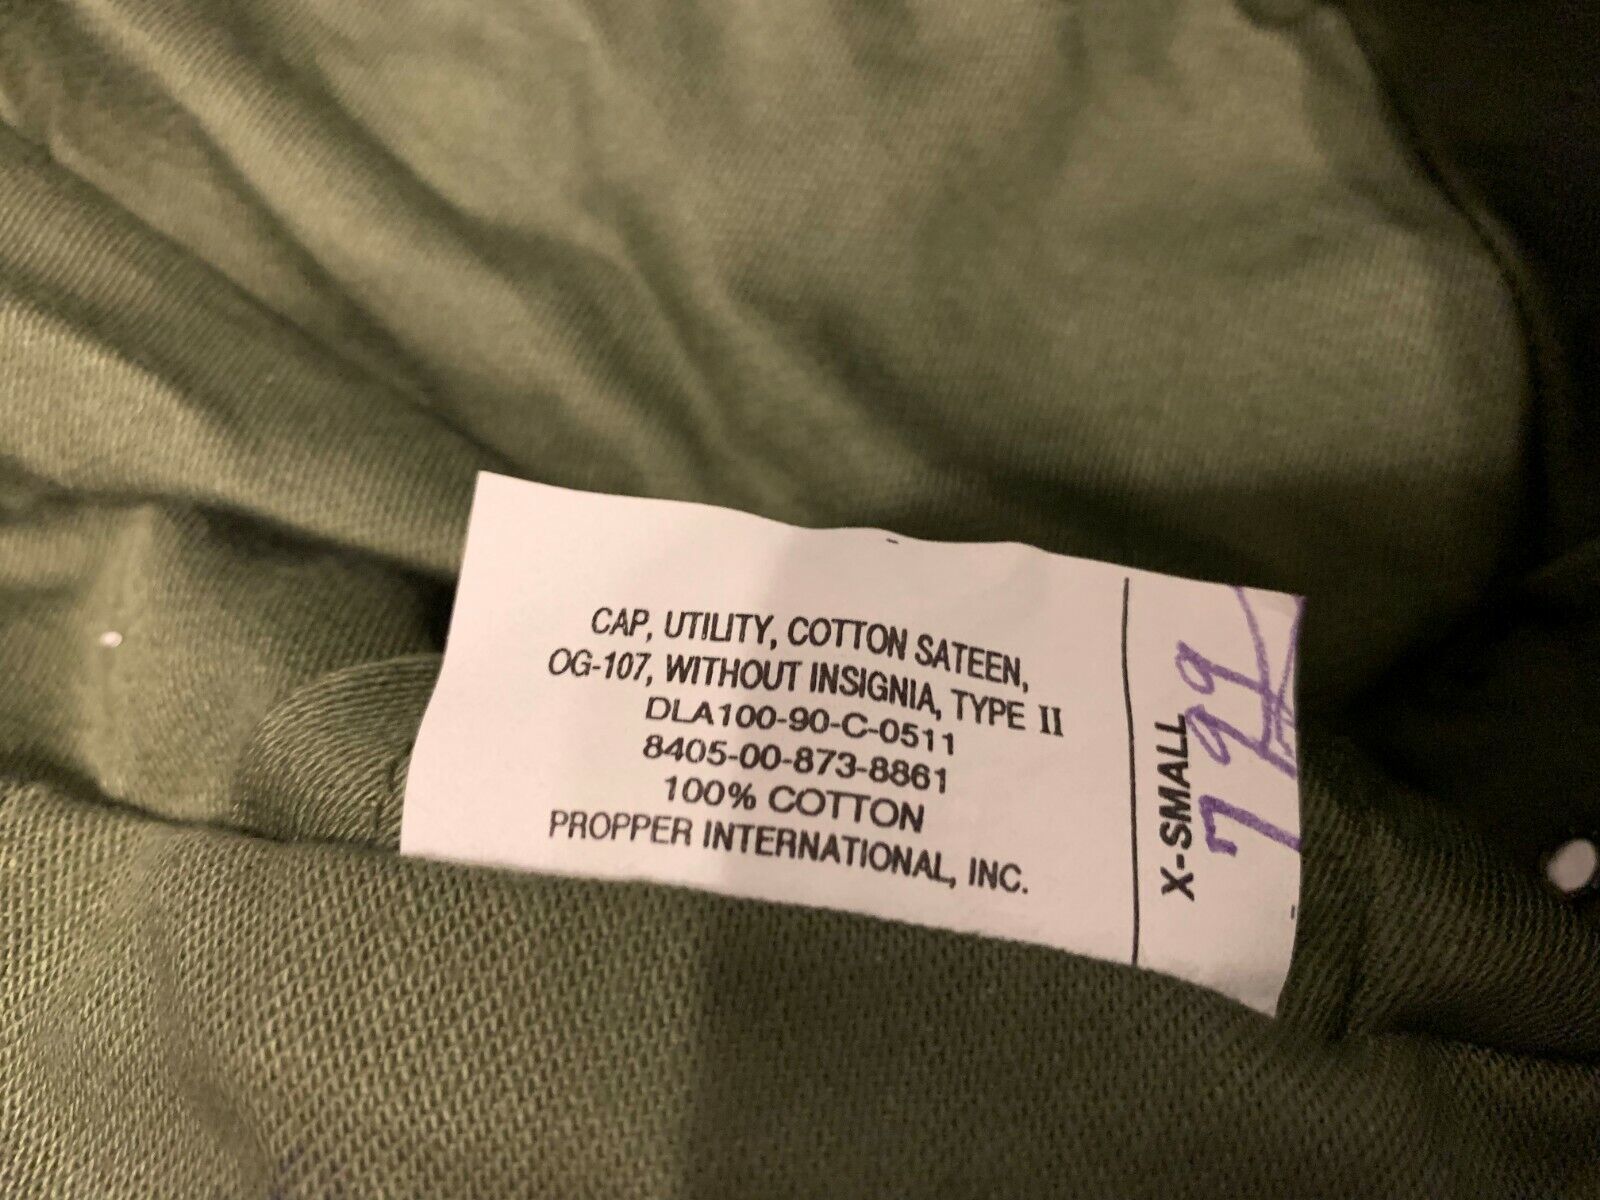 CAP, UTILITY, COTTON SATEEN,
OG-107, WITHOUT INSIGNIA, TYPE II
DLA100-90-C-0511
8405-00-873-8861
100% COTTON
PROPPER INTERNATIONAL, INC.
X-SMALL
799